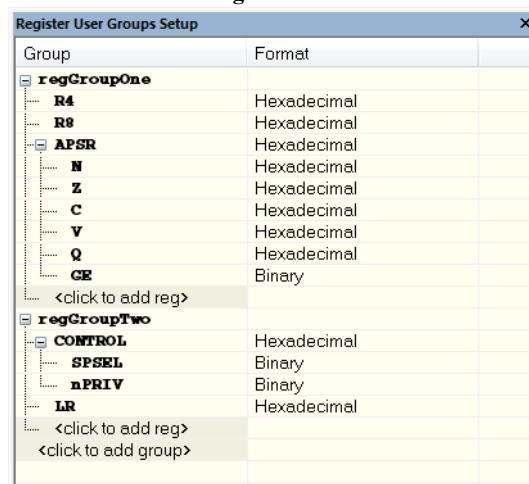 Register User Groups Setup
Group Format
regGroupOne
R4 Hexadecimal
R8 Hexadecimal
APSR Hexadecimal
N Hexadecimal
Z Hexadecimal
C Hexadecimal
V Hexadecimal
Q Hexadecimal
GE Binary
<click to add reg>
regGroupTwo
CONTROL Hexadecimal
SPSEL Binary
nPRIV Binary
LR Hexadecimal
<click to add reg>
<click to add group>